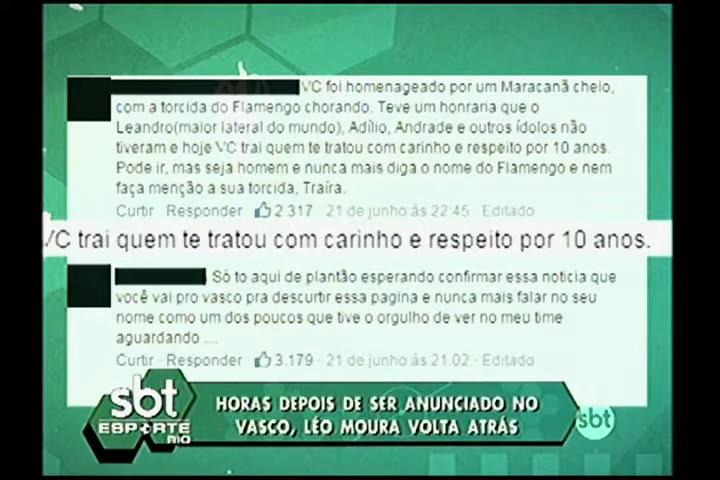 VC foi homenageado por um Maracanã cheio,
com a torcida do Flamengo chorando. Teve um honraria que o
Leandro(maior lateral do mundo), Adílio, Andrade e outros ídolos não
tiveram e hoje VC trai quem te tratou com carinho e respeito por 10 anos.
Pode ir, mas seja homem e nunca mais diga o nome do Flamengo e nem
faça menção a sua torcida, Traíra.
Curtir · Responder · 2.317 · 21 de junho às 22:45 · Editado
VC trai quem te tratou com carinho e respeito por 10 anos.
Só to aqui de plantão esperando confirmar essa noticia que
você vai pro vasco pra descurtir essa pagina e nunca mais falar no seu
nome como um dos poucos que tive o orgulho de ver no meu time
aguardando ....
Curtir · Responder · 3.179 · 21 de junho às 21:02 · Editado
sbt
ESPORTE
RIO
HORAS DEPOIS DE SER ANUNCIADO NO
VASCO, LÉO MOURA VOLTA ATRÁS
sbt